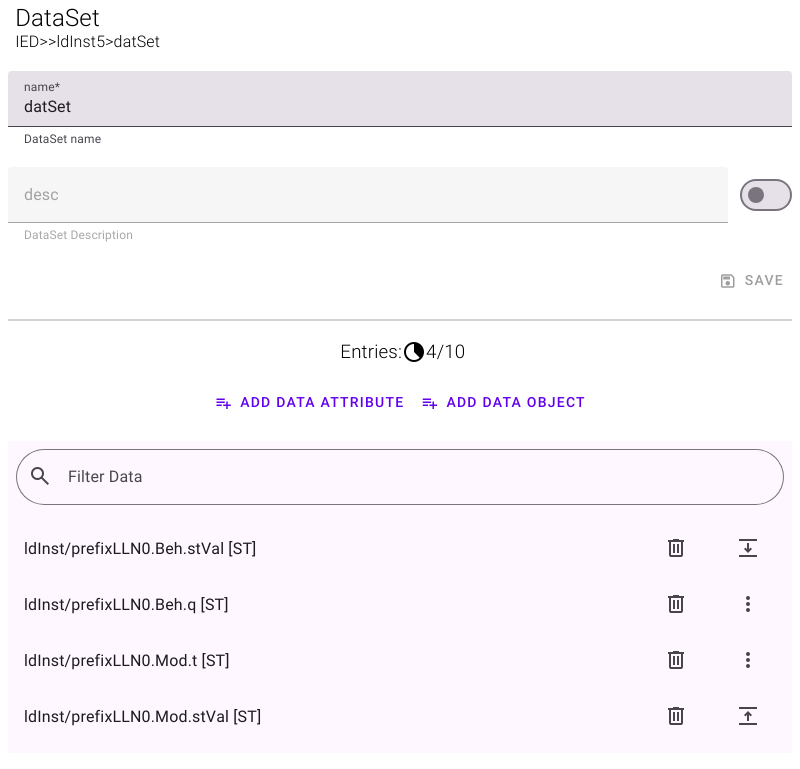 DataSet
IED>>ldInst5>datSet
name*
datSet
DataSet name
desc
DataSet Description
SAVE
Entries: 4/10
ADD DATA ATTRIBUTE ADD DATA OBJECT
Filter Data
ldInst/prefixLLN0.Beh.stVal [ST]
ldInst/prefixLLN0.Beh.q [ST]
ldInst/prefixLLN0.Mod.t [ST]
ldInst/prefixLLN0.Mod.stVal [ST]